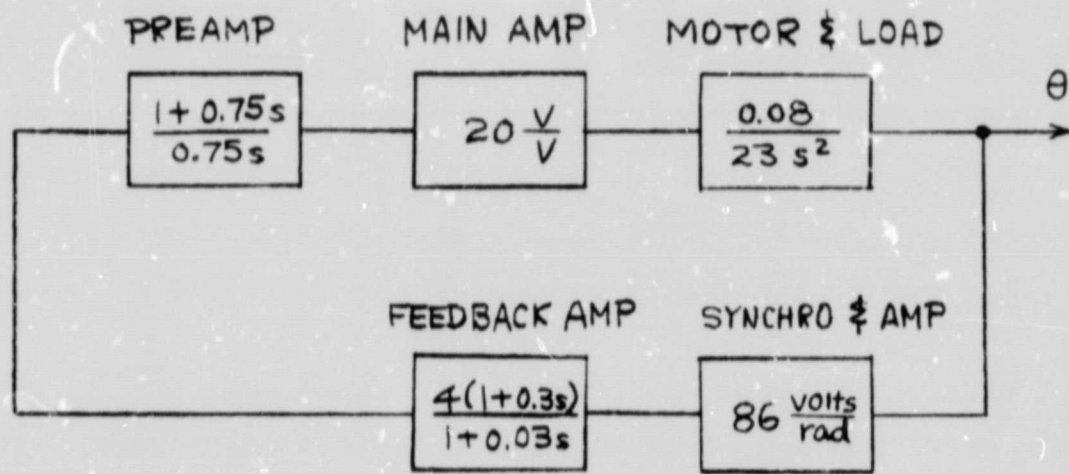 PREAMP
MAIN AMP
MOTOR & LOAD
1 + 0.75s
0.75s
20 V
V
0.08
23 s²
θ
FEEDBACK AMP
SYNCHRO & AMP
4(1+0.3s)
1+0.03s
86 volts
rad